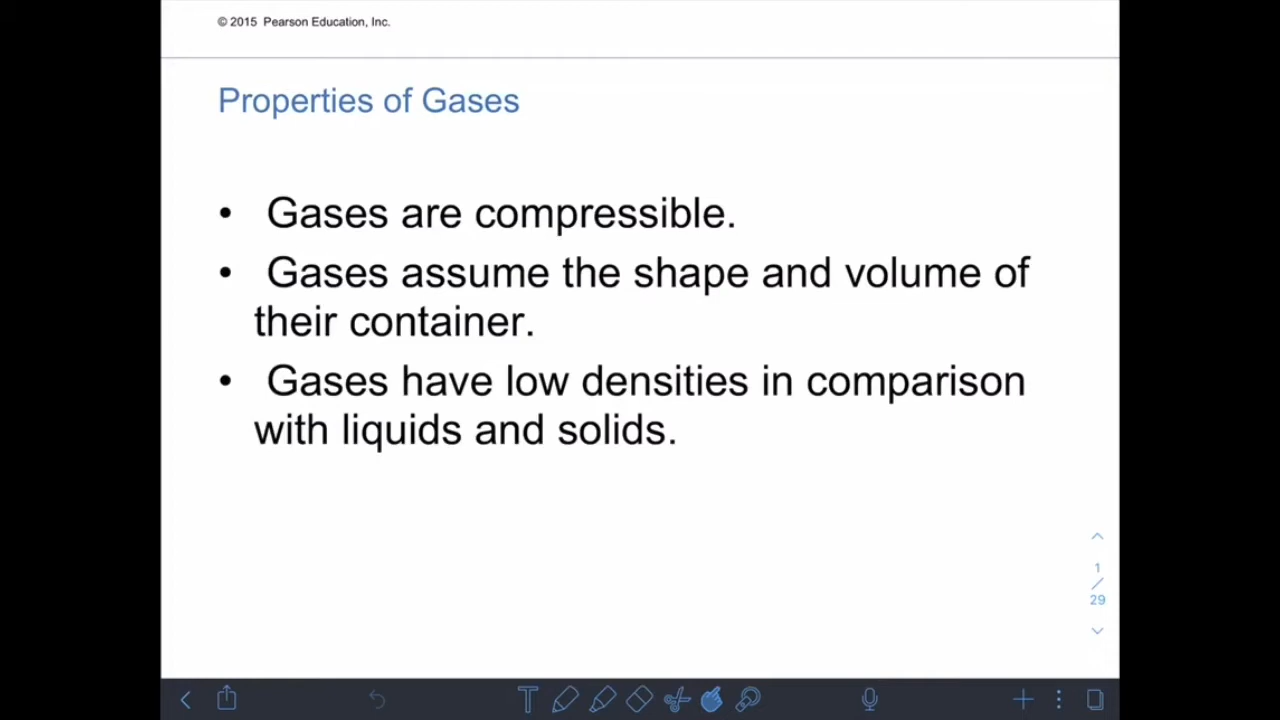 © 2015 Pearson Education, Inc.
Properties of Gases
• Gases are compressible.
• Gases assume the shape and volume of
their container.
• Gases have low densities in comparison
with liquids and solids.
1
/
29